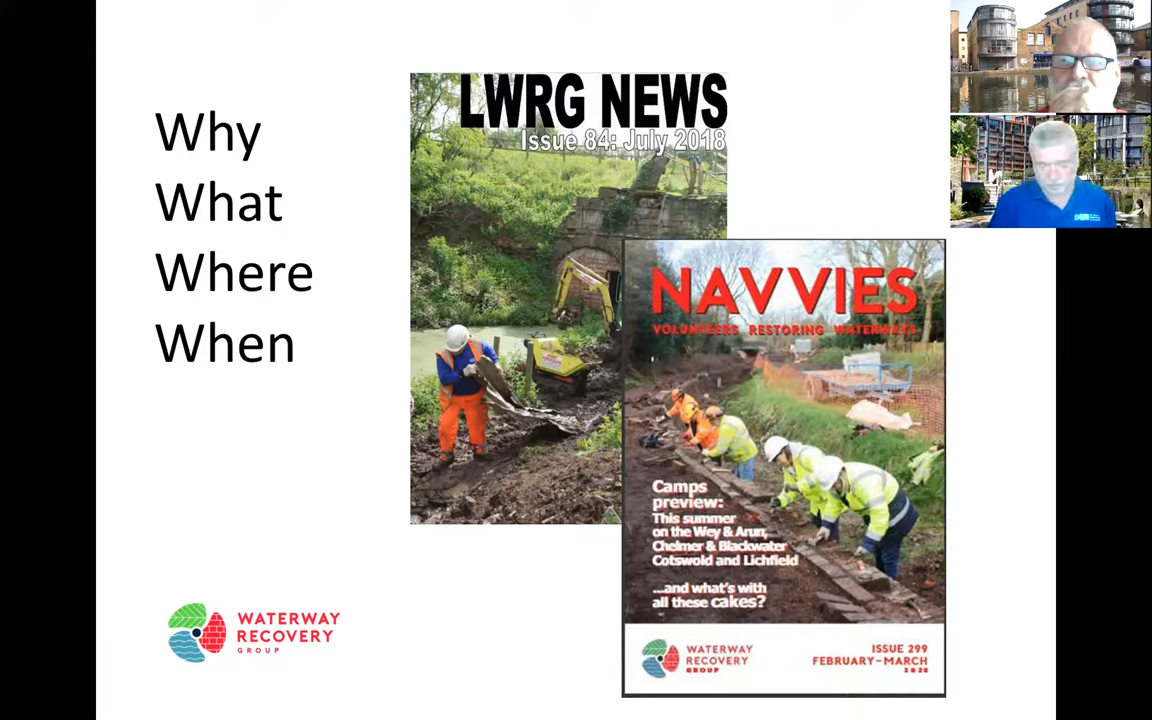 Why
What
Where
When
LWRG NEWS
Issue 84: July 2018
NAVVIES
VOLUNTEERS RESTORING WATERWAYS
Camps
preview:
This summer
on the Wey & Arun,
Chelmer & Blackwater
Cotswold and Lichfield
...and what's with
all these cakes?
WATERWAY
RECOVERY
GROUP
ISSUE 299
FEBRUARY-MARCH
2020
WATERWAY
RECOVERY
GROUP